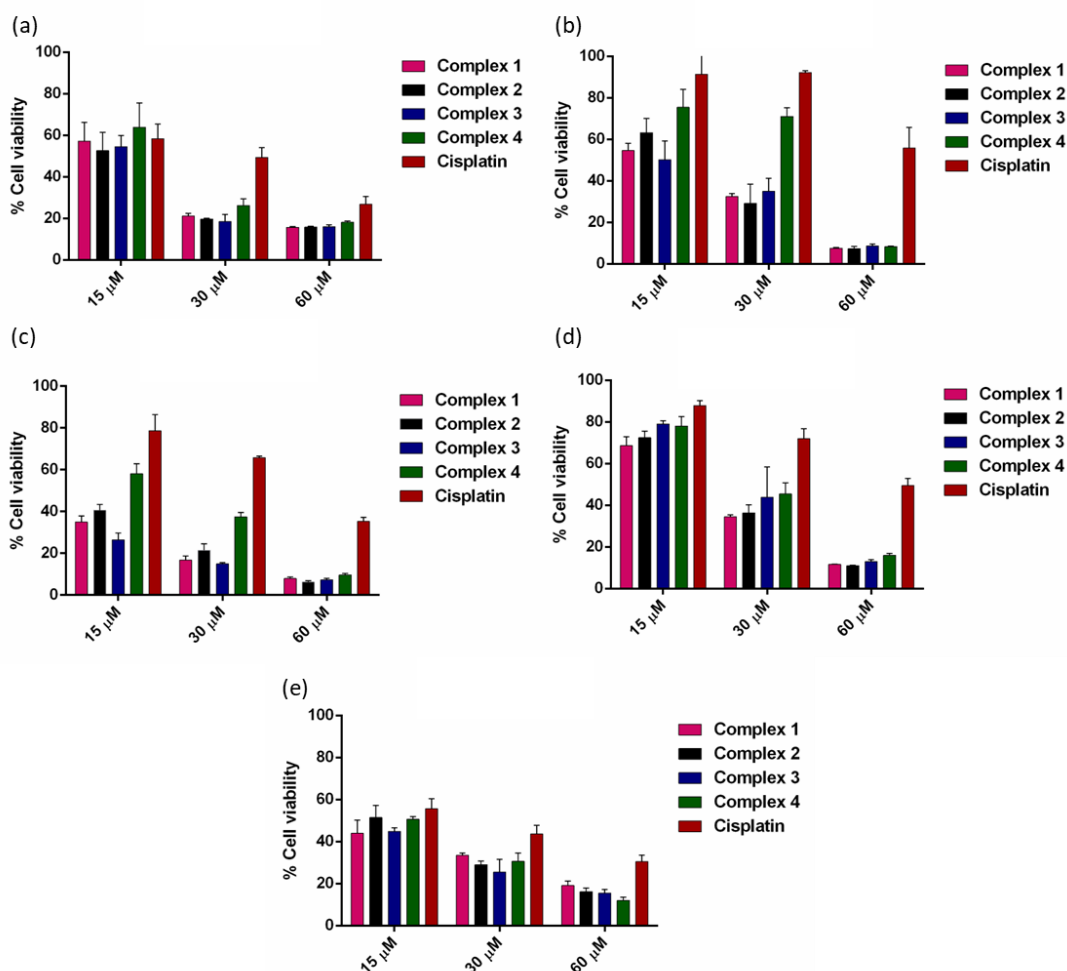 (a)
100
80
60
40
20
0
% Cell viability
15 μM
30 μM
60 μM
Complex 1
Complex 2
Complex 3
Complex 4
Cisplatin
(b)
100
80
60
40
20
0
% Cell viability
15 μM
30 μM
60 μM
Complex 1
Complex 2
Complex 3
Complex 4
Cisplatin
(c)
100
80
60
40
20
0
% Cell viability
15 μM
30 μM
60 μM
Complex 1
Complex 2
Complex 3
Complex 4
Cisplatin
(d)
100
80
60
40
20
0
% Cell viability
15 μM
30 μM
60 μM
Complex 1
Complex 2
Complex 3
Complex 4
Cisplatin
(e)
100
80
60
40
20
0
% Cell viability
15 μM
30 μM
60 μM
Complex 1
Complex 2
Complex 3
Complex 4
Cisplatin